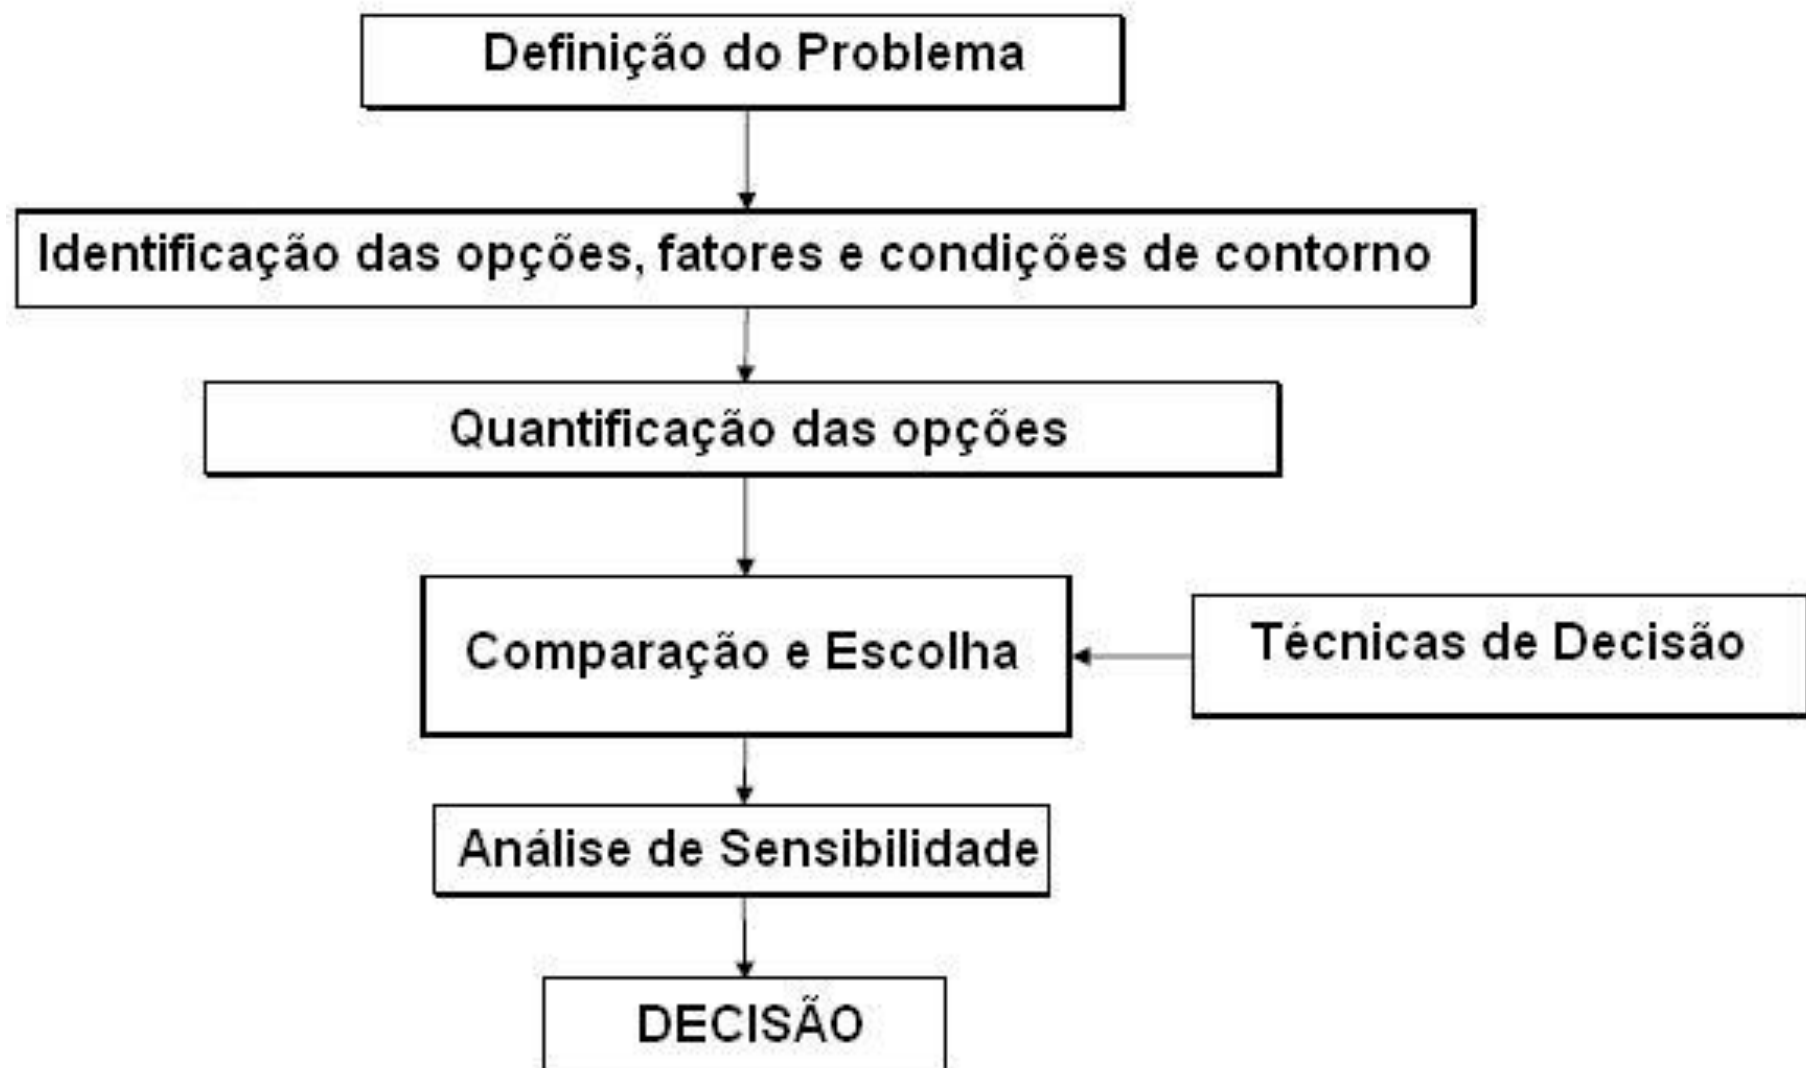 Definição do Problema
Identificação das opções, fatores e condições de contorno
Quantificação das opções
Comparação e Escolha
Técnicas de Decisão
Análise de Sensibilidade
DECISÃO